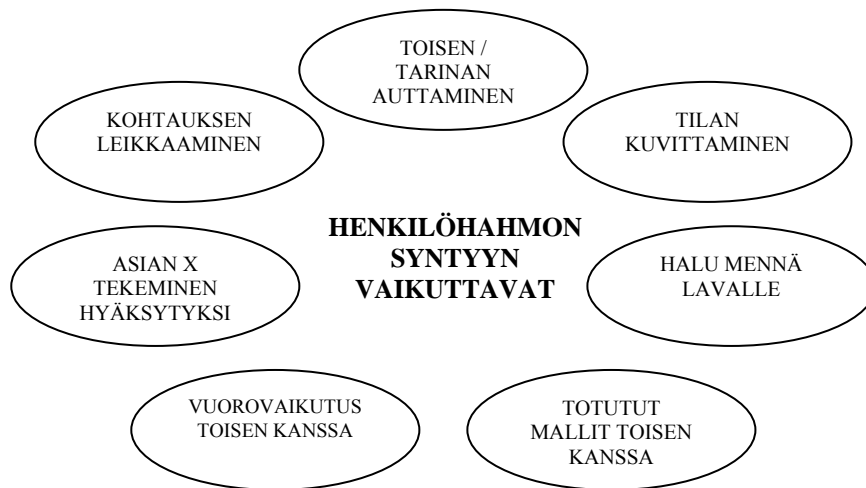 TOISEN /
TARINAN
AUTTAMINEN
KOHTAUKSEN
LEIKKAAMINEN
TILAN
KUVITTAMINEN
HENKILÖHAHMON
SYNTYYN
VAIKUTTAVAT
ASIAN X
TEKEMINEN
HYÄKSYTYKSI
HALU MENNÄ
LAVALLE
VUOROVAIKUTUS
TOISEN KANSSA
TOTUTUT
MALLIT TOISEN
KANSSA